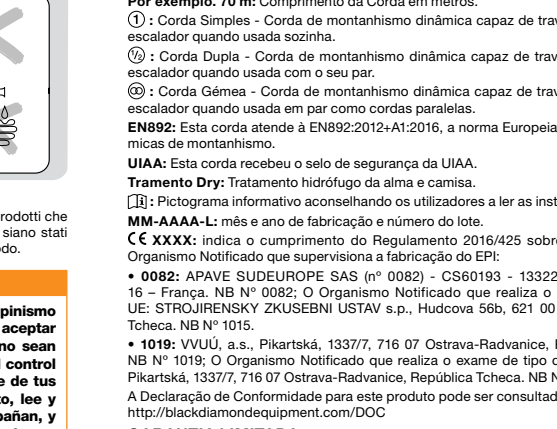 Por exemplo. 70 m: Comprimento da Corda em metros.
① : Corda Simples - Corda de montanhismo dinâmica capaz de trav
escalador quando usada sozinha.
½ : Corda Dupla - Corda de montanhismo dinâmica capaz de trav
escalador quando usada com o seu par.
: Corda Gémea - Corda de montanhismo dinâmica capaz de trav
escalador quando usada em par como cordas paralelas.
EN892: Esta corda atende à EN892:2012+A1:2016, a norma Europeia
micas de montanhismo.
UIAA: Esta corda recebeu o selo de segurança da UIAA.
Tramento Dry: Tratamento hidrófugo da alma e camisa.
: Pictograma informativo aconselhando os utilizadores a ler as inst
MM-AAAA-L: mês e ano de fabricação e número do lote.
CE XXXX: indica o cumprimento do Regulamento 2016/425 sobr
Organismo Notificado que supervisiona a fabricação do EPI:
• 0082: APAVE SUDEUROPE SAS (nº 0082) - CS60193 - 13322
16 – França. NB Nº 0082; O Organismo Notificado que realiza o
UE: STROJIRENSKY ZKUSEBNI USTAV s.p., Hudcova 56b, 621 00
Tcheca. NB Nº 1015.
• 1019: VVUÚ, a.s., Pikartská, 1337/7, 716 07 Ostrava-Radvanice,
NB Nº 1019; O Organismo Notificado que realiza o exame de tipo
Pikartská, 1337/7, 716 07 Ostrava-Radvanice, República Tcheca. NB N
A Declaração de Conformidade para este produto pode ser consultad
http://blackdiamondequipment.com/DOC
rodotti che
siano stati
do.
pinismo
aceptar
no sean
control
e de tus
to, lee y
pañan, y